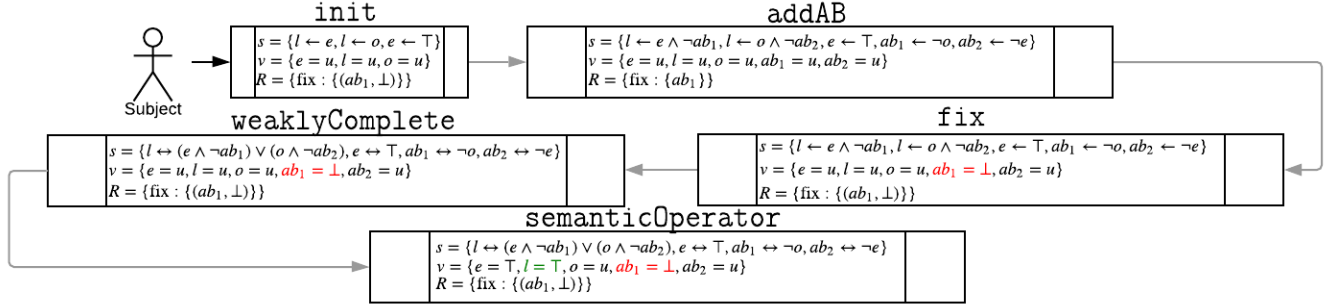 init
s = {l ← e, l ← o, e ← ⊤}
v = {e = u, l = u, o = u}
R = {fix : {(ab₁, ⊥)}}
Subject
addAB
s = {l ← e ∧ ¬ab₁, l ← o ∧ ¬ab₂, e ← ⊤, ab₁ ← ¬o, ab₂ ← ¬e}
v = {e = u, l = u, o = u, ab₁ = u, ab₂ = u}
R = {fix : {ab₁}}
fix
s = {l ← e ∧ ¬ab₁, l ← o ∧ ¬ab₂, e ← ⊤, ab₁ ← ¬o, ab₂ ← ¬e}
v = {e = u, l = u, o = u, ab₁ = ⊥, ab₂ = u}
R = {fix : {(ab₁, ⊥)}}
weaklyComplete
s = {l ↔ (e ∧ ¬ab₁) ∨ (o ∧ ¬ab₂), e ↔ ⊤, ab₁ ↔ ¬o, ab₂ ↔ ¬e}
v = {e = u, l = u, o = u, ab₁ = ⊥, ab₂ = u}
R = {fix : {(ab₁, ⊥)}}
semanticOperator
s = {l ↔ (e ∧ ¬ab₁) ∨ (o ∧ ¬ab₂), e ↔ ⊤, ab₁ ↔ ¬o, ab₂ ↔ ¬e}
v = {e = ⊤, l = ⊤, o = u, ab₁ = ⊥, ab₂ = u}
R = {fix : {(ab₁, ⊥)}}